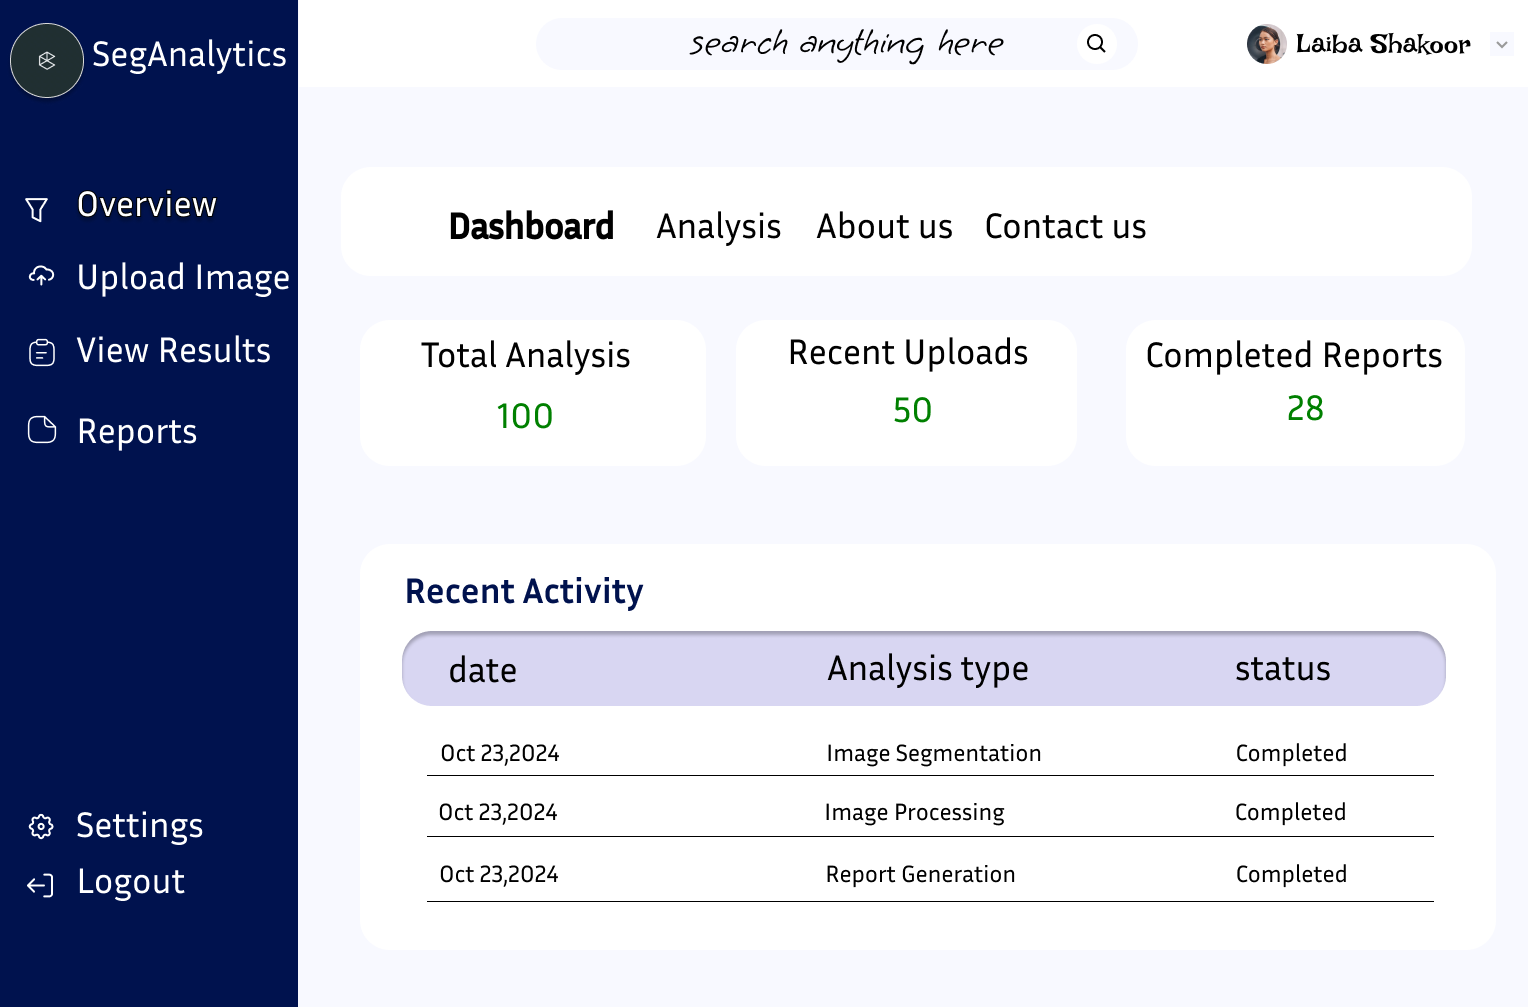 SegAnalytics
search anything here
Laiba Shakoor
Overview
Upload Image
View Results
Reports
Settings
Logout
Dashboard Analysis About us Contact us
Total Analysis
100
Recent Uploads
50
Completed Reports
28
Recent Activity
date Analysis type status
Oct 23,2024 Image Segmentation Completed
Oct 23,2024 Image Processing Completed
Oct 23,2024 Report Generation Completed